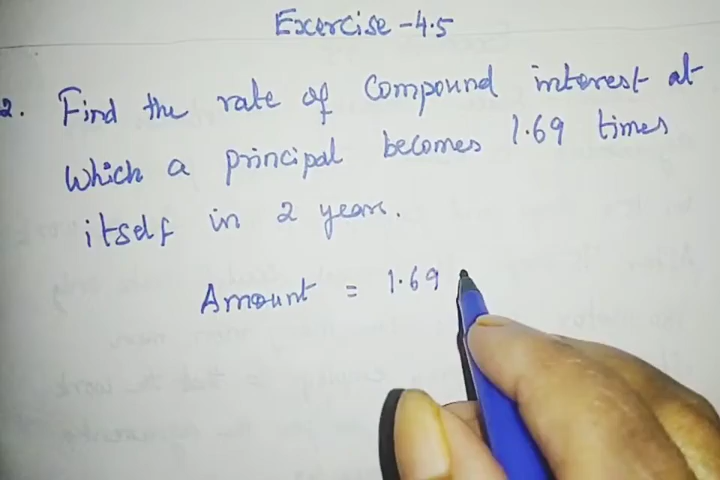 Exercise-4.5
2. Find the rate of compound interest at
which a principal becomes 1.69 times
itself in 2 years.
Amount = 1.69